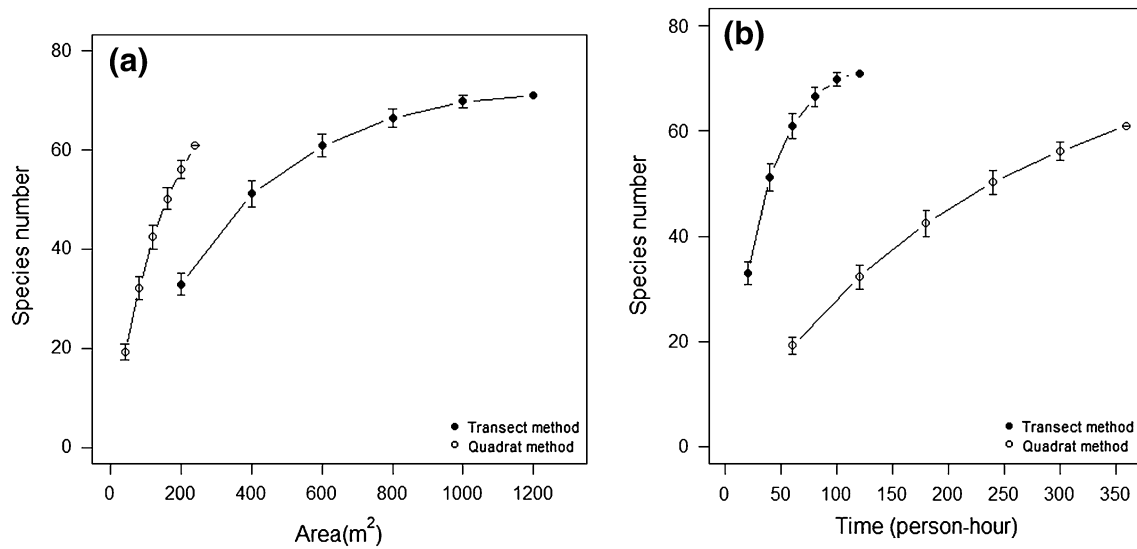 (a)
80
60
40
20
0
Species number
Transect method
Quadrat method
0 200 400 600 800 1000 1200
Area(m²)
(b)
80
60
40
20
0
Species number
Transect method
Quadrat method
0 50 100 150 200 250 300 350
Time (person-hour)